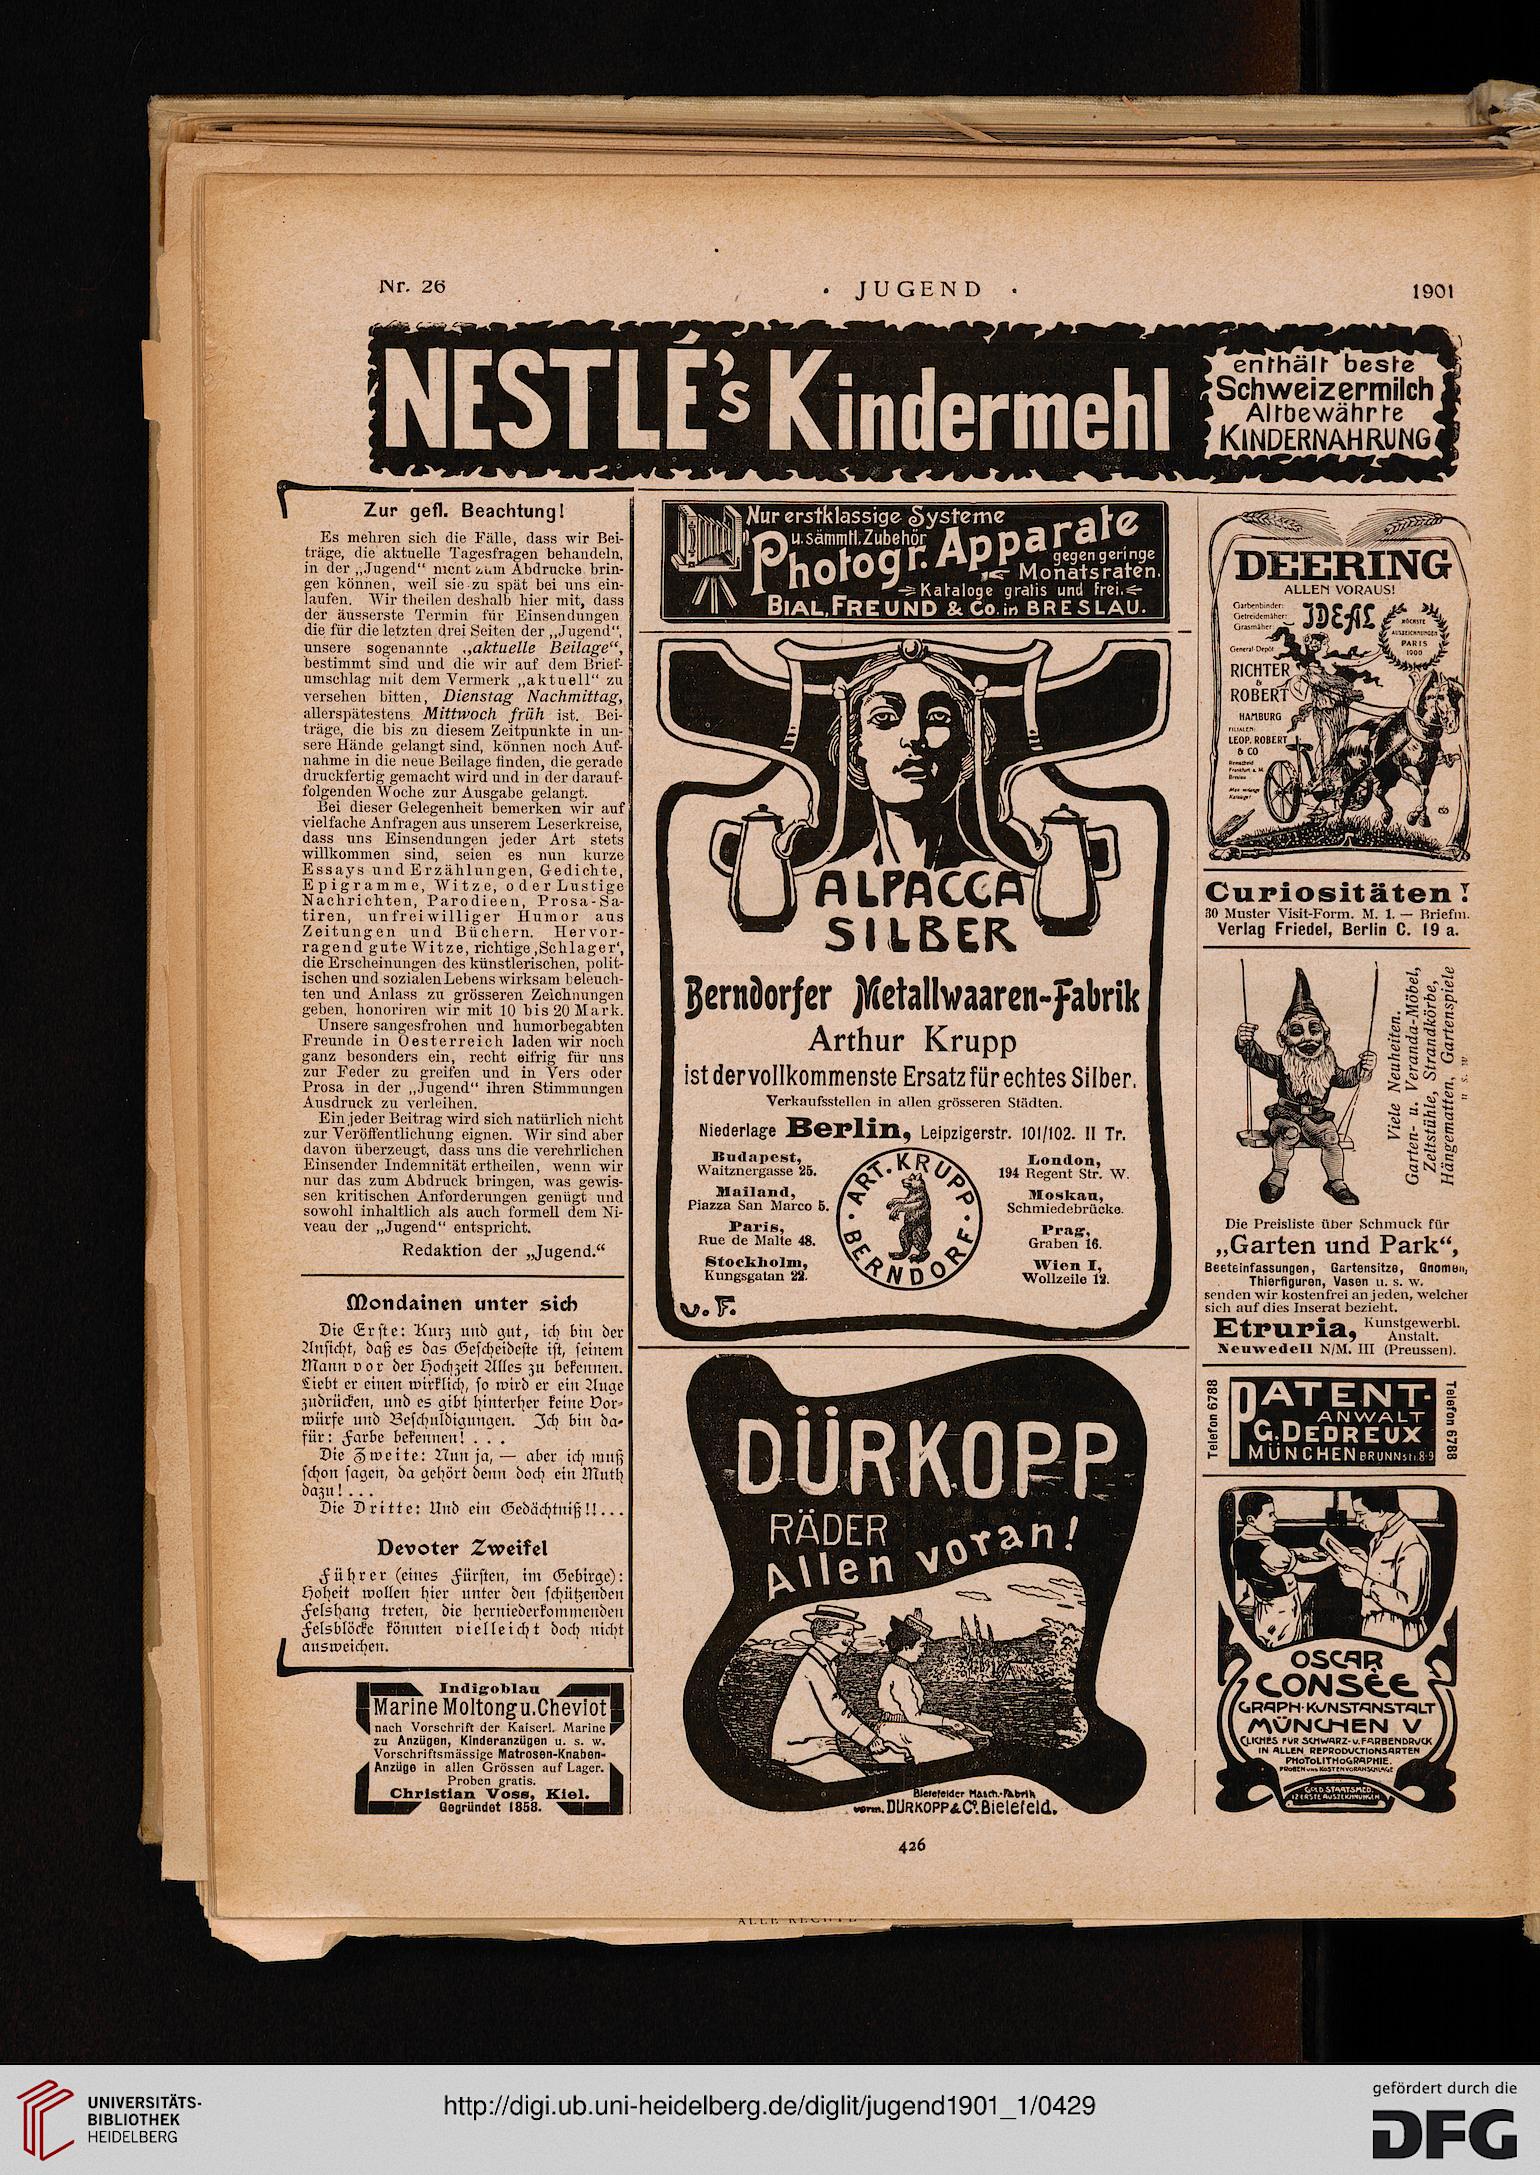 Nr. 26
· JUGEND ·
1901
NESTLÉ's Kindermehl
enthält beste
Schweizermilch
Altbewährte
KINDERNAHRUNG
Zur gefl. Beachtung!
Es mehren sich die Fälle, dass wir Bei-
träge, die aktuelle Tagesfragen behandeln,
in der „Jugend“ nicht zum Abdrucke brin-
gen können, weil sie zu spät bei uns ein-
laufen. Wir theilen deshalb hier mit, dass
der äusserste Termin für Einsendungen
die für die letzten drei Seiten der „Jugend“,
unsere sogenannte „aktuelle Beilage“,
bestimmt sind und die wir auf dem Brief-
umschlag mit dem Vermerk „aktuell“ zu
versehen bitten, Dienstag Nachmittag,
allerspätestens Mittwoch früh ist. Bei-
träge, die bis zu diesem Zeitpunkte in un-
sere Hände gelangt sind, können noch Auf-
nahme in die neue Beilage finden, die gerade
druckfertig gemacht wird und in der darauf-
folgenden Woche zur Ausgabe gelangt.
Bei dieser Gelegenheit bemerken wir auf
vielfache Anfragen aus unserem Leserkreise,
dass uns Einsendungen jeder Art stets
willkommen sind, seien es nun kurze
Essays und Erzählungen, Gedichte,
Epigramme, Witze, oder Lustige
Nachrichten, Parodieen, Prosa-Sa-
tiren, unfreiwilliger Humor aus
Zeitungen und Büchern. Hervor-
ragend gute Witze, richtige ‚Schlager‘,
die Erscheinungen des künstlerischen, polit-
ischen und sozialen Lebens wirksam beleuch-
ten und Anlass zu grösseren Zeichnungen
geben, honoriren wir mit 10 bis 20 Mark.
Unsere sangesfrohen und humorbegabten
Freunde in Oesterreich laden wir noch
ganz besonders ein, recht eifrig für uns
zur Feder zu greifen und in Vers oder
Prosa in der „Jugend“ ihren Stimmungen
Ausdruck zu verleihen.
Ein jeder Beitrag wird sich natürlich nicht
zur Veröffentlichung eignen. Wir sind aber
davon überzeugt, dass uns die verehrlichen
Einsender Indemnität ertheilen, wenn wir
nur das zum Abdruck bringen, was gewis-
sen kritischen Anforderungen genügt und
sowohl inhaltlich als auch formell dem Ni-
veau der „Jugend“ entspricht.
Redaktion der „Jugend.“
Mondainen unter sich
Die Erste: Kurz und gut, ich bin der
Ansicht, daß es das Gescheideste ist, seinem
Mann vor der Hochzeit Alles zu bekennen.
Liebt er einen wirklich, so wird er ein Auge
zudrücken, und es gibt hinterher keine Vor-
würfe und Beschuldigungen. Ich bin da-
für: Farbe bekennen! . . .
Die Zweite: Nun ja, — aber ich muß
schon sagen, da gehört denn doch ein Muth
dazu! . . .
Die Dritte: Und ein Gedächtniß!! . . .
Devoter Zweifel
Führer (eines Fürsten, im Gebirge):
Hoheit wollen hier unter den schützenden
Felshang treten, die herniederkommenden
Felsblöcke könnten vielleicht doch nicht
ausweichen.
Indigoblau
Marine Moltong u. Cheviot
nach Vorschrift der Kaiserl. Marine
zu Anzügen, Kinderanzügen u. s. w.
Vorschriftsmässige Matrosen-Knaben-
Anzüge in allen Grössen auf Lager.
Proben gratis.
Christian Voss, Kiel.
Gegründet 1858.
Nur erstklassige Systeme
u. sämmtl. Zubehör
Photogr. Apparate
gegen geringe
Monatsraten.
Kataloge gratis und frei.
BIAL, FREUND & Co. in BRESLAU.
ALPACCA
SILBER
Berndorfer Metallwaaren-Fabrik
Arthur Krupp
ist der vollkommenste Ersatz für echtes Silber.
Verkaufsstellen in allen grösseren Städten.
Niederlage Berlin, Leipzigerstr. 101/102. II Tr.
Budapest,
Waitznergasse 25.
Mailand,
Piazza San Marco 5.
Paris,
Rue de Malte 48.
Stockholm,
Kungsgatan 22.
ART. KRUPP
· BERNDORF ·
London,
194 Regent Str. W.
Moskau,
Schmiedebrücke.
Prag,
Graben 16.
Wien I,
Wollzeile 12.
v. F.
DÜRKOPP
RÄDER
Allen voran!
Bielefelder Masch.-Fabrik
vorm. DÜRKOPP & Co. Bielefeld.
DEERING
ALLEN VORAUS!
Garbenbinder:
Getreidemäher:
Grasmäher:
IDEAL
HÖCHSTE
AUSZEICHNUNGEN
PARIS
1900
General-Depôt
RICHTER
&
ROBERT
HAMBURG
FILIALEN:
LEOP. ROBERT
& CO
Remscheid
Frankfurt a. M.
Breslau
Man verlange
Kataloge!
Curiositäten!
30 Muster Visit-Form. M. 1. — Briefm.
Verlag Friedel, Berlin C. 19 a.
Viele Neuheiten.
Garten- u. Veranda-Möbel,
Zeltstühle, Strandkörbe,
Hängematten, Gartenspiele
u. s. w
Die Preisliste über Schmuck für
„Garten und Park“,
Beeteinfassungen, Gartensitze, Gnomen,
Thierfiguren, Vasen u. s. w.
senden wir kostenfrei an jeden, welcher
sich auf dies Inserat bezieht.
Etruria, Kunstgewerbl.
Anstalt.
Neuwedell N/M. III (Preussen).
Telefon 6788
PATENT-
ANWALT
G. DEDREUX
MÜNCHEN BRUNNstr. 8-9
Telefon 6788
OSCAR
CONSÉE
GRAPH. KUNSTANSTALT
MÜNCHEN V
CLICHES FÜR SCHWARZ- u. FARBENDRUCK
IN ALLEN REPRODUCTIONSARTEN
PHOTOLITHOGRAPHIE.
PROBEN UND KOSTENVORANSCHLÄGE
GOLD. STAATSMED.
12 ERSTE AUSZEICHNUNGEN
426
UNIVERSITÄTS-
BIBLIOTHEK
HEIDELBERG
http://digi.ub.uni-heidelberg.de/diglit/jugend1901_1/0429
gefördert durch die
DFG